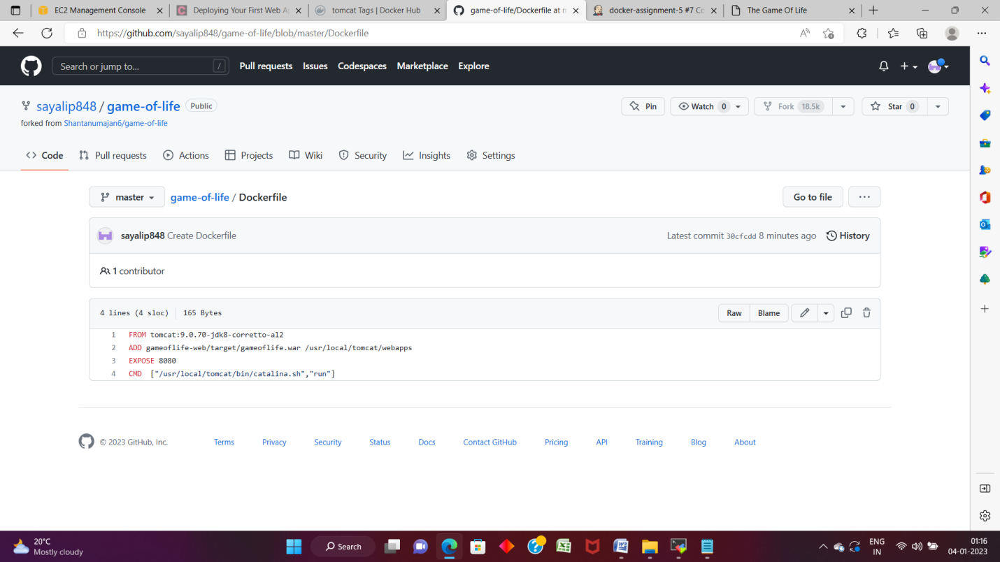 EC2 Management Console
Deploying Your First Web A
tomcat Tags | Docker Hub
game-of-life/Dockerfile at m
docker-assignment-5 #7 Co
The Game Of Life
https://github.com/sayalip848/game-of-life/blob/master/Dockerfile
Search or jump to... /
Pull requests Issues Codespaces Marketplace Explore
sayalip848 / game-of-life Public
Pin Watch 0 Fork 18.5k Star 0
forked from Shantanumajan6/game-of-life
Code Pull requests Actions Projects Wiki Security Insights Settings
master game-of-life / Dockerfile Go to file ...
sayalip848 Create Dockerfile Latest commit 30cfcdd 8 minutes ago History
1 contributor
4 lines (4 sloc) 165 Bytes Raw Blame
1 FROM tomcat:9.0.70-jdk8-corretto-al2
2 ADD gameoflife-web/target/gameoflife.war /usr/local/tomcat/webapps
3 EXPOSE 8080
4 CMD ["/usr/local/tomcat/bin/catalina.sh","run"]
© 2023 GitHub, Inc. Terms Privacy Security Status Docs Contact GitHub Pricing API Training Blog About
20°C
Mostly cloudy
Search
ENG
IN
01:16
04-01-2023